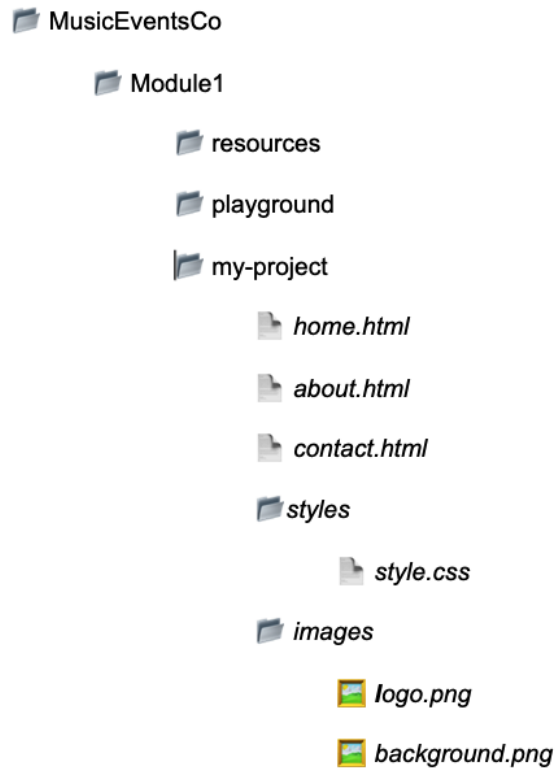 MusicEventsCo
Module1
resources
playground
my-project
home.html
about.html
contact.html
styles
style.css
images
logo.png
background.png